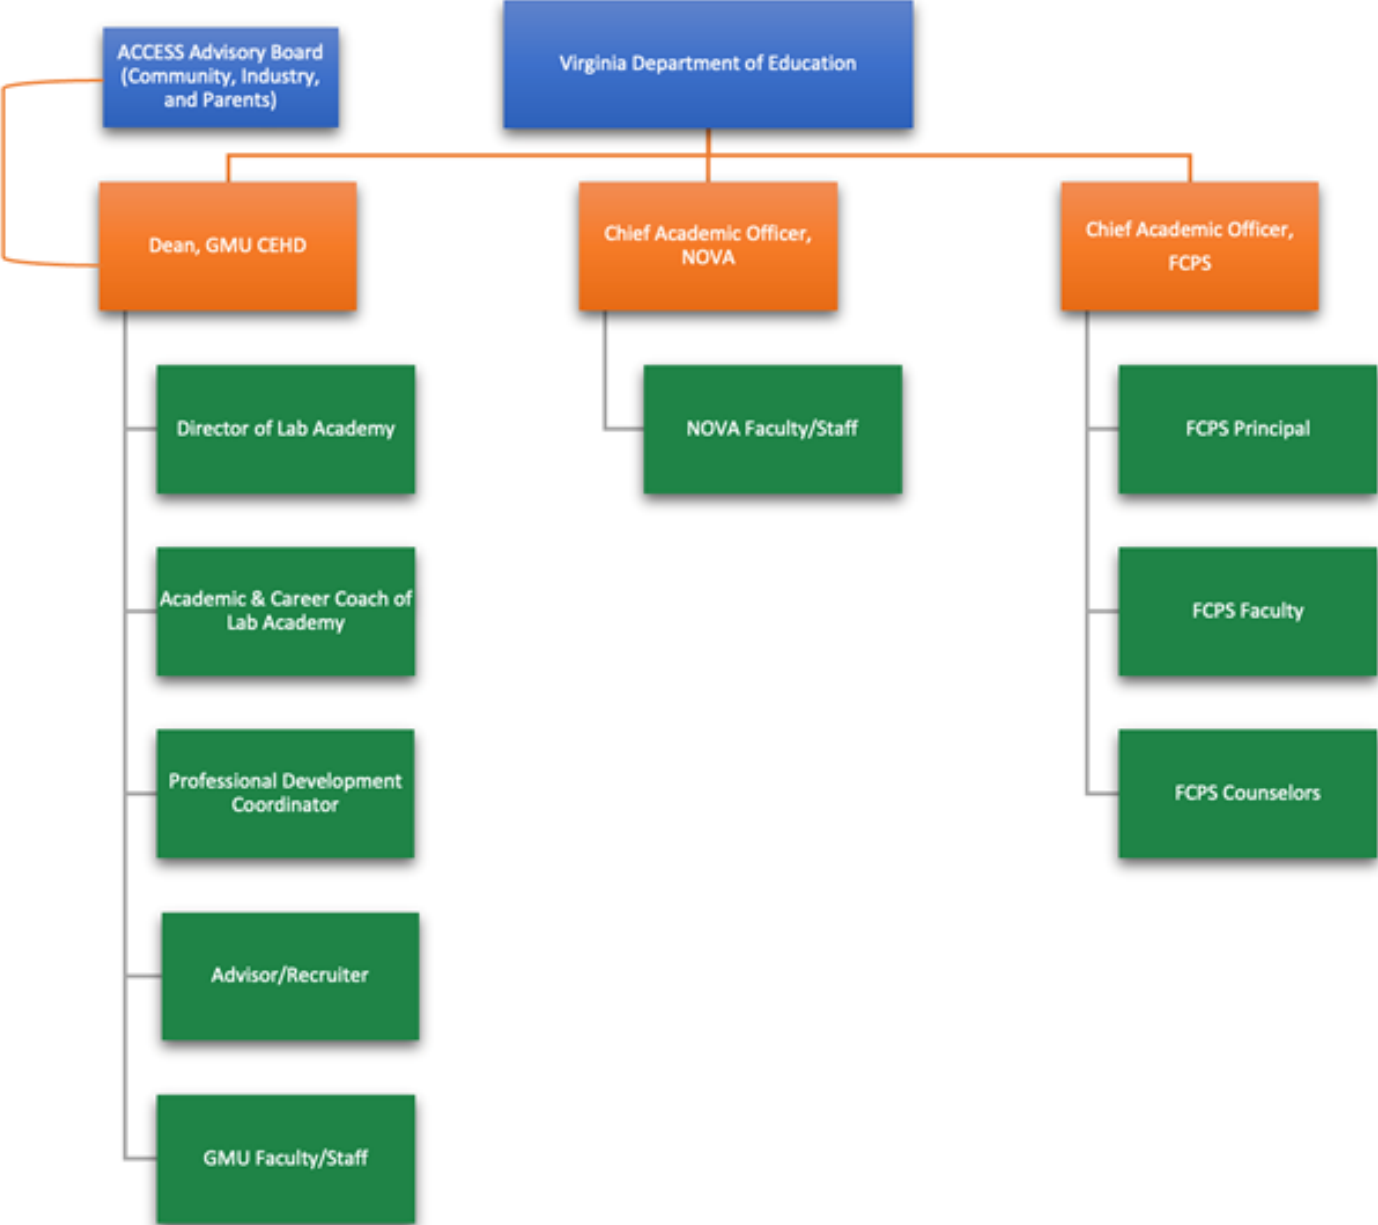 ACCESS Advisory Board
(Community, Industry,
and Parents)
Virginia Department of Education
Dean, GMU CEHD
Chief Academic Officer,
NOVA
Chief Academic Officer,
FCPS
Director of Lab Academy
NOVA Faculty/Staff
FCPS Principal
Academic & Career Coach of
Lab Academy
FCPS Faculty
Professional Development
Coordinator
FCPS Counselors
Advisor/Recruiter
GMU Faculty/Staff